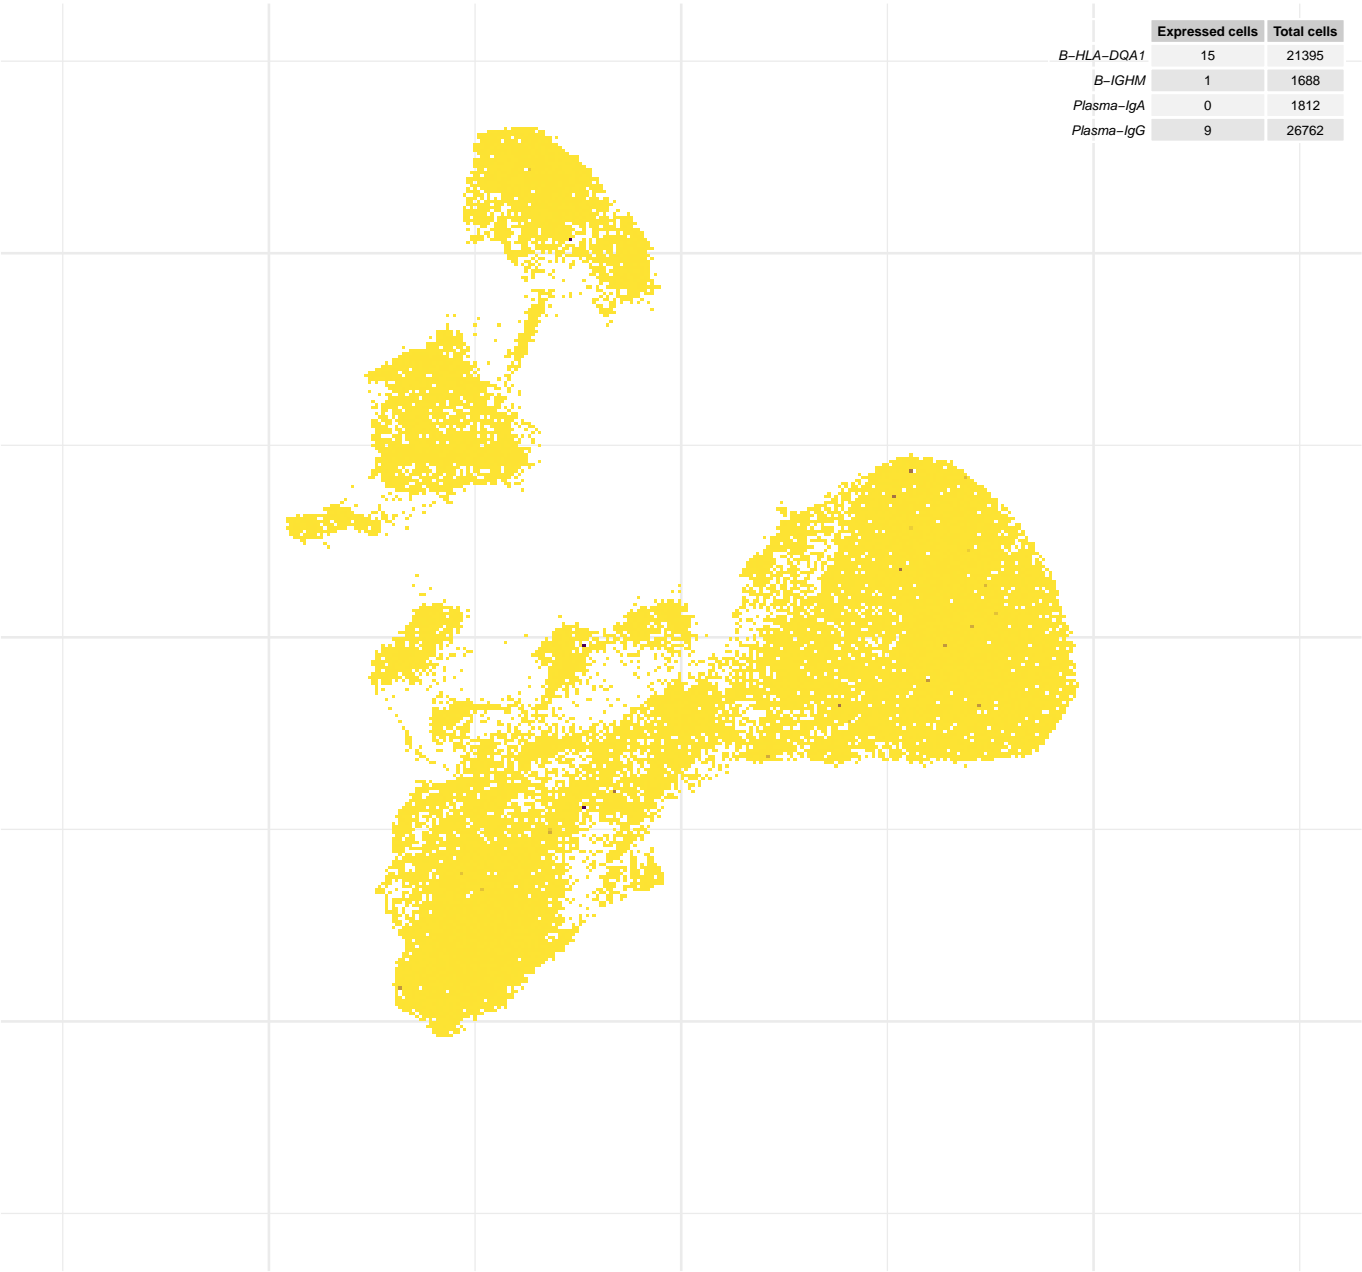 Expressed cells Total cells
B−HLA−DQA1 15 21395
B−IGHM 1 1688
Plasma−IgA 0 1812
Plasma−IgG 9 26762